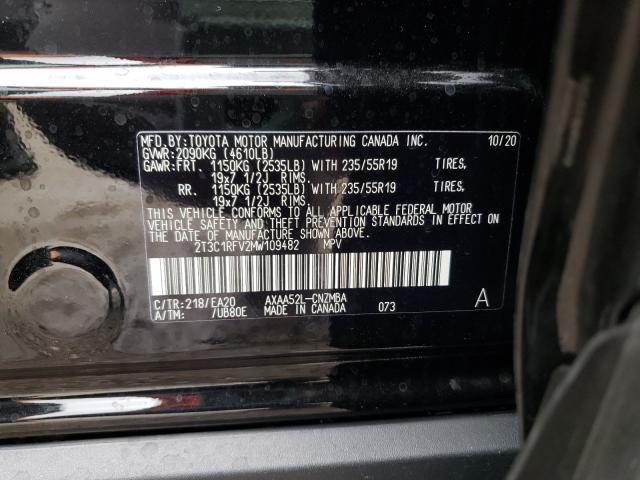 MFD.BY:TOYOTA MOTOR MANUFACTURING CANADA INC. 10/20
GVWR:2090KG (4610LB)
GAWR:FRT. 1150KG (2535LB) WITH 235/55R19 TIRES,
19x7 1/2J RIMS,
RR. 1150KG (2535LB) WITH 235/55R19 TIRES,
19x7 1/2J RIMS.
THIS VEHICLE CONFORMS TO ALL APPLICABLE FEDERAL MOTOR
VEHICLE SAFETY AND THEFT PREVENTION STANDARDS IN EFFECT ON
THE DATE OF MANUFACTURE SHOWN ABOVE.
2T3C1RFV2MW109482 MPV
C/TR:218/EA20 AXAA52L-CNZMBA 073 A
A/TM: /UB80E MADE IN CANADA